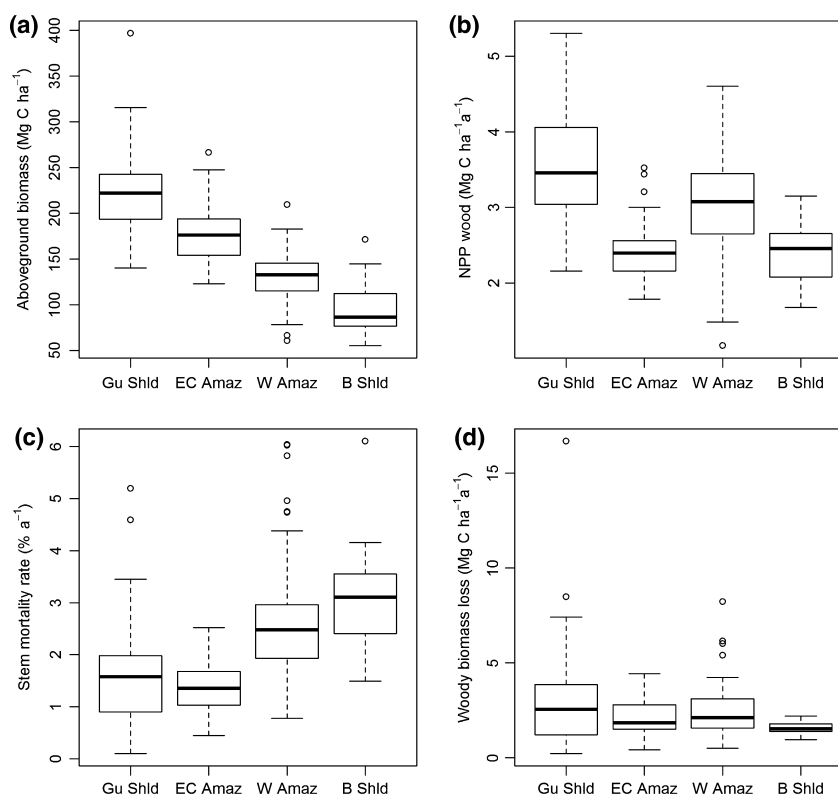 (a)
Aboveground biomass (Mg C ha⁻¹)
400
350
300
250
200
150
100
50
Gu Shld EC Amaz W Amaz B Shld
(b)
NPP wood (Mg C ha⁻¹a⁻¹)
5
4
3
2
(c)
Stem mortality rate (% a⁻¹)
6
5
4
3
2
1
0
Gu Shld EC Amaz W Amaz B Shld
(d)
Woody biomass loss (Mg C ha⁻¹a⁻¹)
15
10
5
0
Gu Shld EC Amaz W Amaz B Shld
Gu Shld EC Amaz W Amaz B Shld